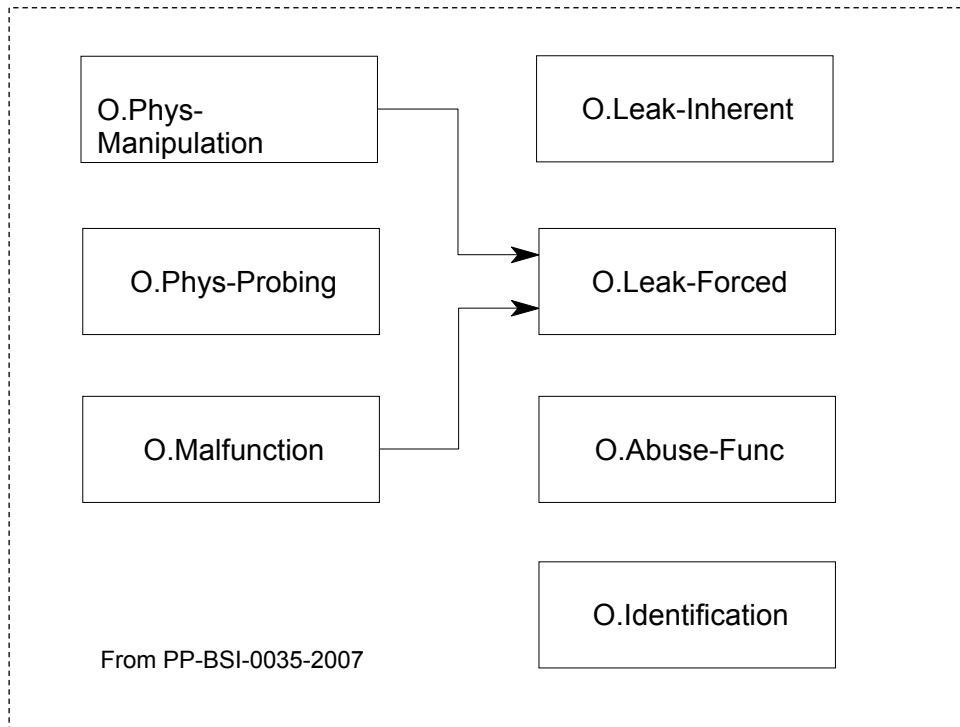 O.Phys-
Manipulation
O.Leak-Inherent
O.Phys-Probing
O.Leak-Forced
O.Malfunction
O.Abuse-Func
O.Identification
From PP-BSI-0035-2007